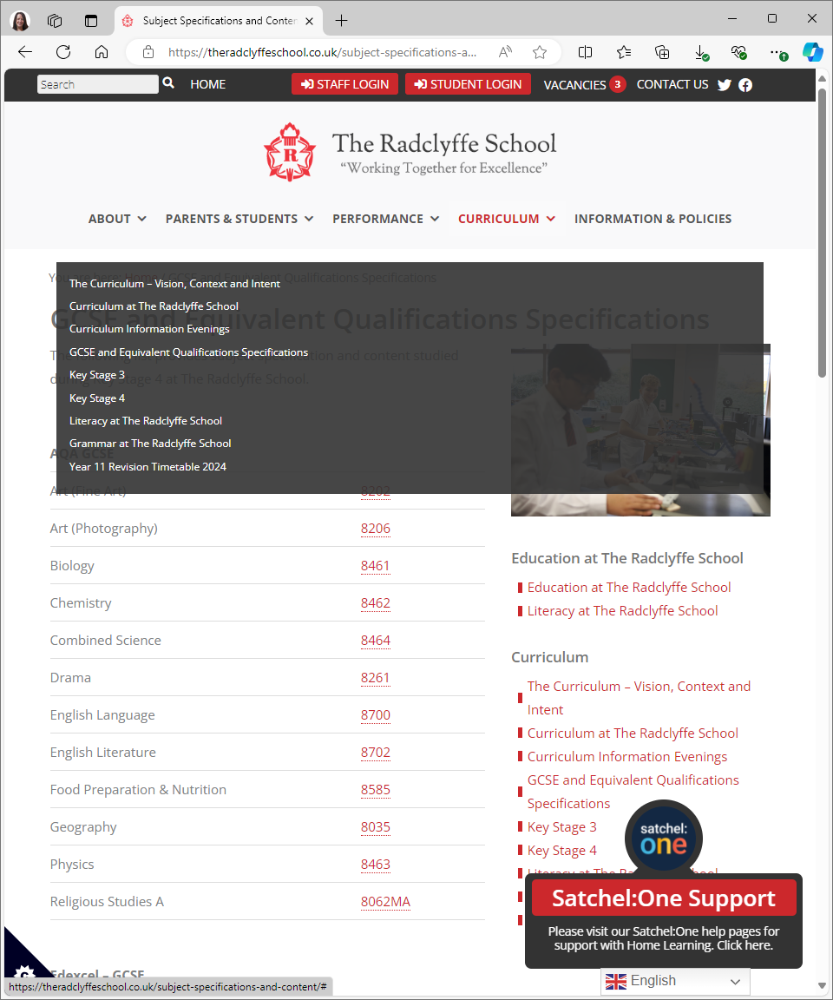 Subject Specifications and Conten
https://theradclyffeschool.co.uk/subject-specifications-a...
Search
HOME
STAFF LOGIN
STUDENT LOGIN
VACANCIES 3
CONTACT US
R
The Radclyffe School
“Working Together for Excellence”
ABOUT
PARENTS & STUDENTS
PERFORMANCE
CURRICULUM
INFORMATION & POLICIES
You are here: Home / GCSE and Equivalent Qualifications Specifications
The Curriculum – Vision, Context and Intent
Curriculum at The Radclyffe School
GCSE and Equivalent Qualifications Specifications
Curriculum Information Evenings
GCSE and Equivalent Qualifications Specifications
The and content studied
Key Stage 3
during Stage 4 at The Radclyffe School.
Key Stage 4
Literacy at The Radclyffe School
Grammar at The Radclyffe School
AQA GCSE
Year 11 Revision Timetable 2024
Art (Fine Art) 8202
Art (Photography) 8206
Biology 8461
Chemistry 8462
Combined Science 8464
Drama 8261
English Language 8700
English Literature 8702
Food Preparation & Nutrition 8585
Geography 8035
Physics 8463
Religious Studies A 8062MA
Edexcel – GCSE
Education at The Radclyffe School
Education at The Radclyffe School
Literacy at The Radclyffe School
Curriculum
The Curriculum – Vision, Context and
Intent
Curriculum at The Radclyffe School
Curriculum Information Evenings
GCSE and Equivalent Qualifications
Specifications
Key Stage 3
Key Stage 4
Literacy at The Radclyffe School
satchel:
one
Satchel:One Support
Please visit our Satchel:One help pages for
support with Home Learning. Click here.
https://theradclyffeschool.co.uk/subject-specifications-and-content/#
English